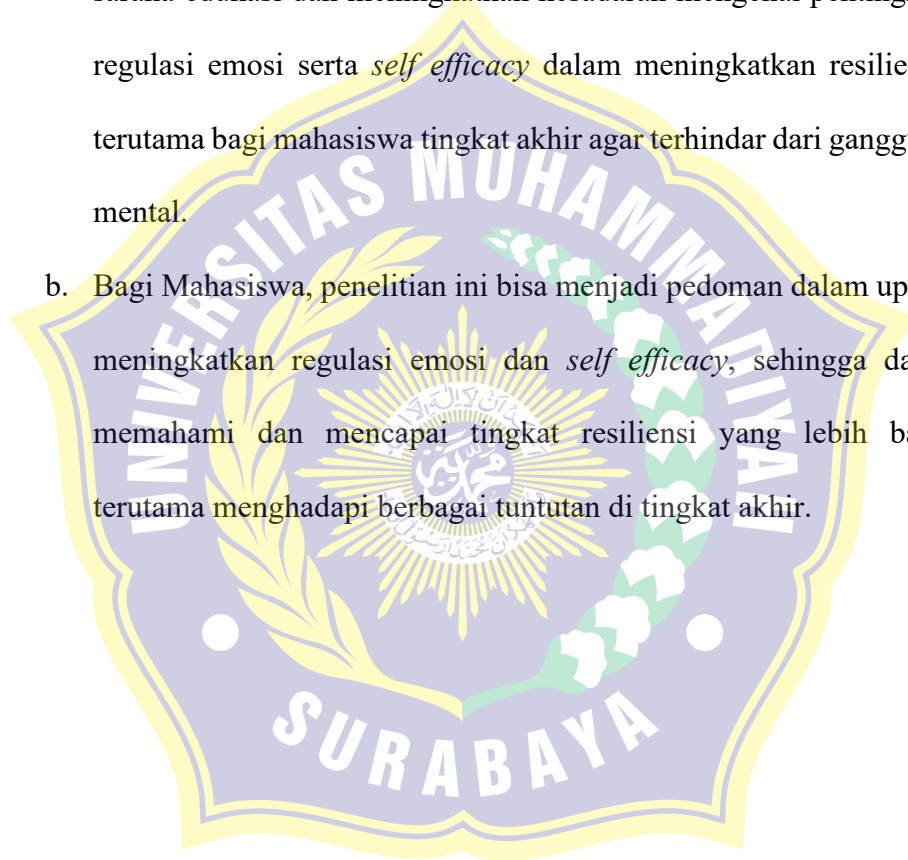 regulasi emosi serta self efficacy dalam meningkatkan resilie
terutama bagi mahasiswa tingkat akhir agar terhindar dari gangg
mental.
b. Bagi Mahasiswa, penelitian ini bisa menjadi pedoman dalam up
meningkatkan regulasi emosi dan self efficacy, sehingga da
memahami dan mencapai tingkat resiliensi yang lebih ba
terutama menghadapi berbagai tuntutan di tingkat akhir.
UNIVERSITAS MUHAMMADIYAH
SURABAYA